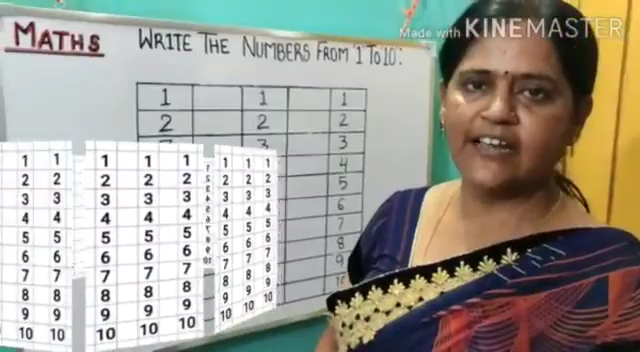 Made with KINEMASTER
MATHS WRITE THE NUMBERS FROM 1 TO 10:
1 1 1
2 2 2
3 3
4
5
6
7
8
9
1 1 1 1 1 1 1 1
2 2 2 2 2 2 2 2
3 3 3 3 3 3 3 3
4 4 4 4 4 4 4 4
5 5 5 5 5 5 5 5
6 6 6 6 6 6 6 6
7 7 7 7 7 7 7 7
8 8 8 8 8 8 8 8
9 9 9 9 9 9 9 9
10 10 10 10 10 10 10 10